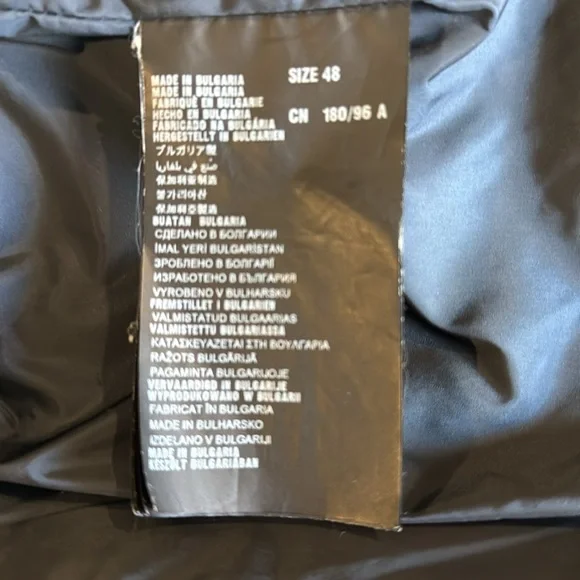 MADE IN BULGARIA
MADE IN BULGARIA
FABRIQUÉ EN BULGARIE
HECHO EN BULGARIA
FABRICADO NA BULGÁRIA
HERGESTELLT IN BULGARIEN
ブルガリア製
صنع في بلغاريا
保加利亚制造
불가리아산
保加利亞製造
BUATAN BULGARIA
СДЕЛАНО В БОЛГАРИИ
İMAL YERİ BULGARİSTAN
ЗРОБЛЕНО В БОЛГАРІЇ
ИЗРАБОТЕНО В БЪЛГАРИЯ
VYROBENO V BULHARSKU
FREMSTILLET I BULGARIEN
VALMISTATUD BULGAARIAS
VALMISTETTU BULGARIASSA
ΚΑΤΑΣΚΕΥΑΖΕΤΑΙ ΣΤΗ ΒΟΥΛΓΑΡΙΑ
RAŽOTS BULGĀRIJĀ
PAGAMINTA BULGARIJOJE
VERVAARDIGD IN BULGARIJE
WYPRODUKOWANO W BUŁGARII
FABRICAT ÎN BULGARIA
MADE IN BULHARSKO
IZDELANO V BOLGARIJI
MADE IN BULGARIA
KÉSZÜLT BULGÁRIÁBAN
SIZE 48
CN 180/96 A